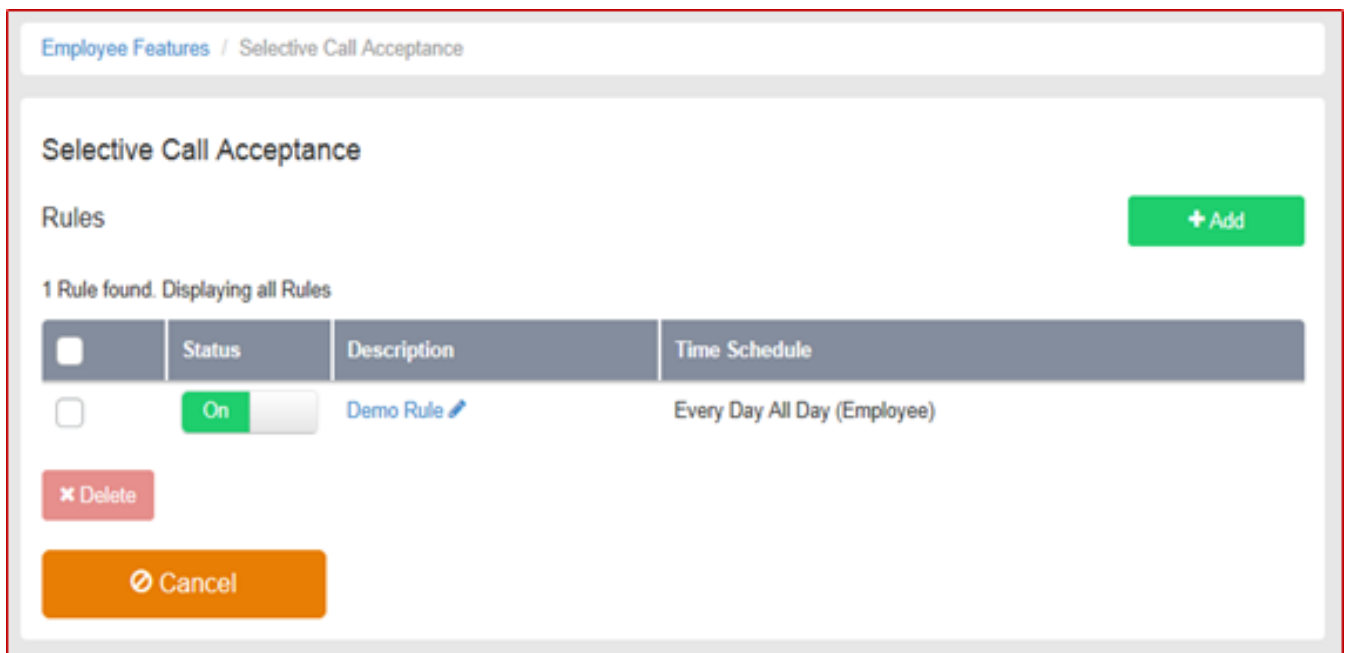 Employee Features / Selective Call Acceptance
Selective Call Acceptance
Rules
+ Add
1 Rule found. Displaying all Rules
Status Description Time Schedule
On Demo Rule Every Day All Day (Employee)
Delete
Cancel